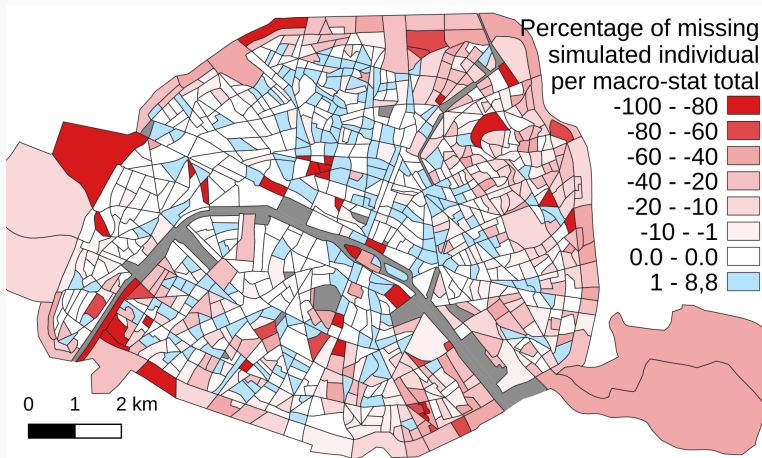 Percentage of missing
simulated individual
per macro-stat total
-100 - -80
-80 - -60
-60 - -40
-40 - -20
-20 - -10
-10 - -1
0.0 - 0.0
1 - 8,8
0 1 2 km